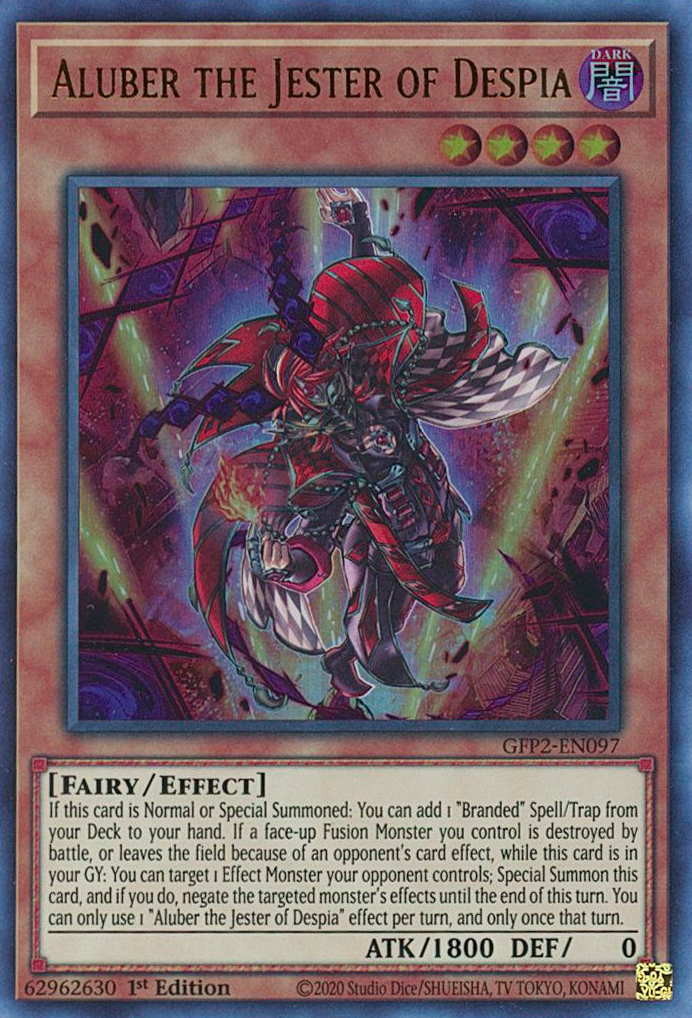 ALUBER THE JESTER OF DESPIA
DARK
闇
GFP2-EN097
[FAIRY/EFFECT]
If this card is Normal or Special Summoned: You can add 1 "Branded" Spell/Trap from
your Deck to your hand. If a face-up Fusion Monster you control is destroyed by
battle, or leaves the field because of an opponent's card effect, while this card is in
your GY: You can target 1 Effect Monster your opponent controls; Special Summon this
card, and if you do, negate the targeted monster's effects until the end of this turn. You
can only use 1 "Aluber the Jester of Despia" effect per turn, and only once that turn.
ATK/1800 DEF/ 0
62962630 1st Edition ©2020 Studio Dice/SHUEISHA, TV TOKYO, KONAMI